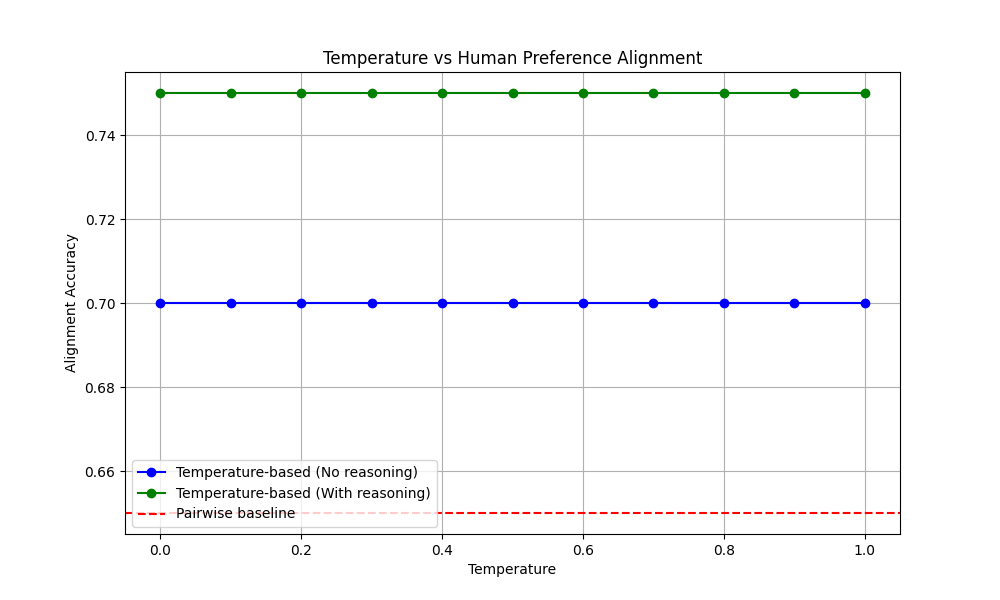 Temperature vs Human Preference Alignment
Alignment Accuracy
0.74
0.72
0.70
0.68
0.66
Temperature-based (No reasoning)
Temperature-based (With reasoning)
Pairwise baseline
0.0 0.2 0.4 0.6 0.8 1.0
Temperature